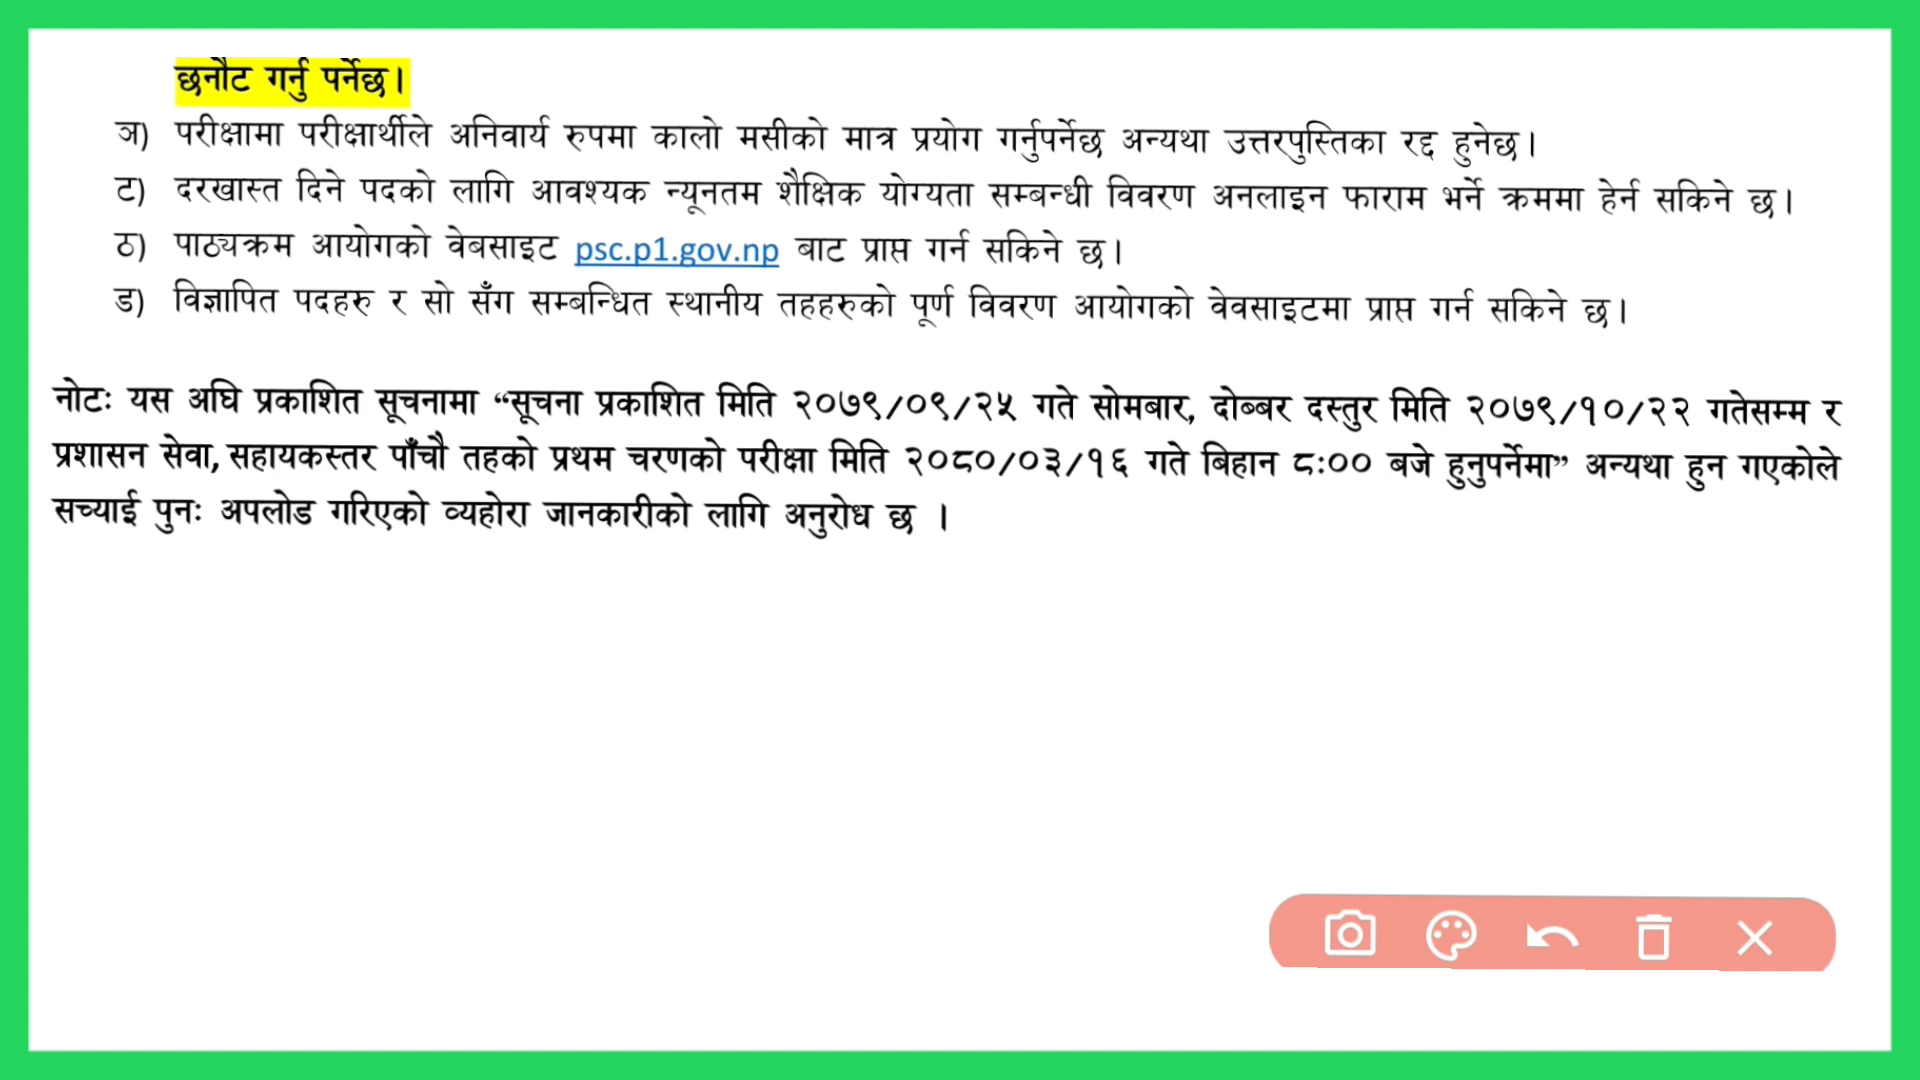 छनौट गर्नु पर्नेछ।
ञ) परीक्षामा परीक्षार्थीले अनिवार्य रुपमा कालो मसीको मात्र प्रयोग गर्नुपर्नेछ अन्यथा उत्तरपुस्तिका रद्द हुनेछ।
ट) दरखास्त दिने पदको लागि आवश्यक न्यूनतम शैक्षिक योग्यता सम्बन्धी विवरण अनलाइन फाराम भर्ने क्रममा हेर्न सकिने छ।
ठ) पाठ्यक्रम आयोगको वेबसाइट psc.p1.gov.np बाट प्राप्त गर्न सकिने छ।
ड) विज्ञापित पदहरु र सो सँग सम्बन्धित स्थानीय तहहरुको पूर्ण विवरण आयोगको वेवसाइटमा प्राप्त गर्न सकिने छ।
नोटः यस अघि प्रकाशित सूचनामा “सूचना प्रकाशित मिति २०७९/०९/२५ गते सोमबार, दोब्बर दस्तुर मिति २०७९/१०/२२ गतेसम्म र
प्रशासन सेवा, सहायकस्तर पाँचौ तहको प्रथम चरणको परीक्षा मिति २०८०/०३/१६ गते बिहान ८:०० बजे हुनुपर्नेमा” अन्यथा हुन गएकोले
सच्याई पुनः अपलोड गरिएको व्यहोरा जानकारीको लागि अनुरोध छ ।